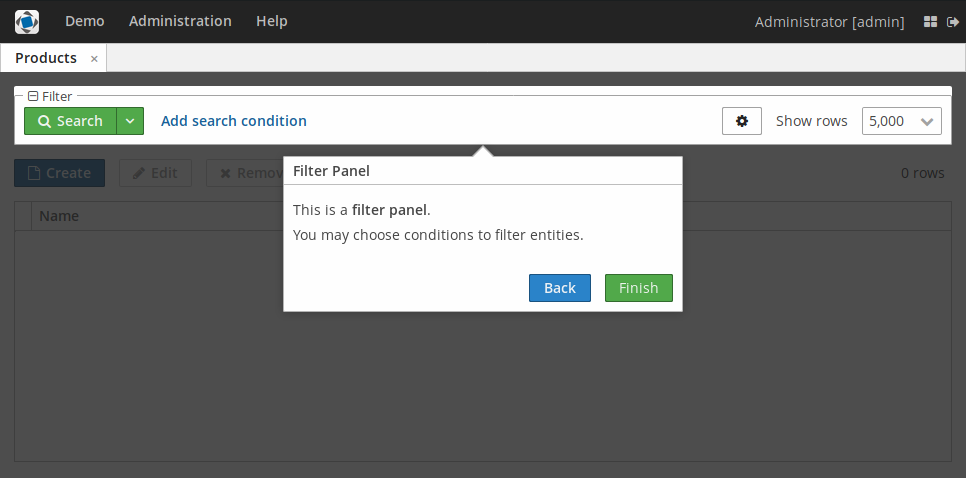 Demo Administration Help Administrator [admin]
Products ×
Filter
Search Add search condition Show rows 5,000
Create Edit Remov 0 rows
Filter Panel
Name
This is a filter panel.
You may choose conditions to filter entities.
Back Finish